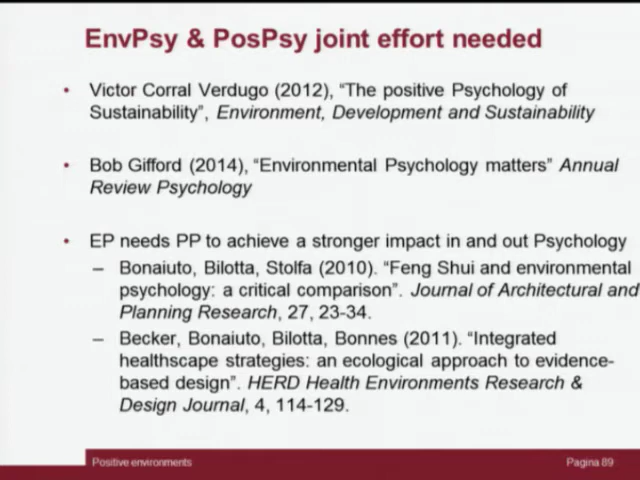 EnvPsy & PosPsy joint effort needed
• Victor Corral Verdugo (2012), “The positive Psychology of
Sustainability”, Environment, Development and Sustainability
• Bob Gifford (2014), “Environmental Psychology matters” Annual
Review Psychology
• EP needs PP to achieve a stronger impact in and out Psychology
– Bonaiuto, Bilotta, Stolfa (2010). “Feng Shui and environmental
psychology: a critical comparison”. Journal of Architectural and
Planning Research, 27, 23-34.
– Becker, Bonaiuto, Bilotta, Bonnes (2011). “Integrated
healthscape strategies: an ecological approach to evidence-
based design”. HERD Health Environments Research &
Design Journal, 4, 114-129.
Positive environments
Pagina 89